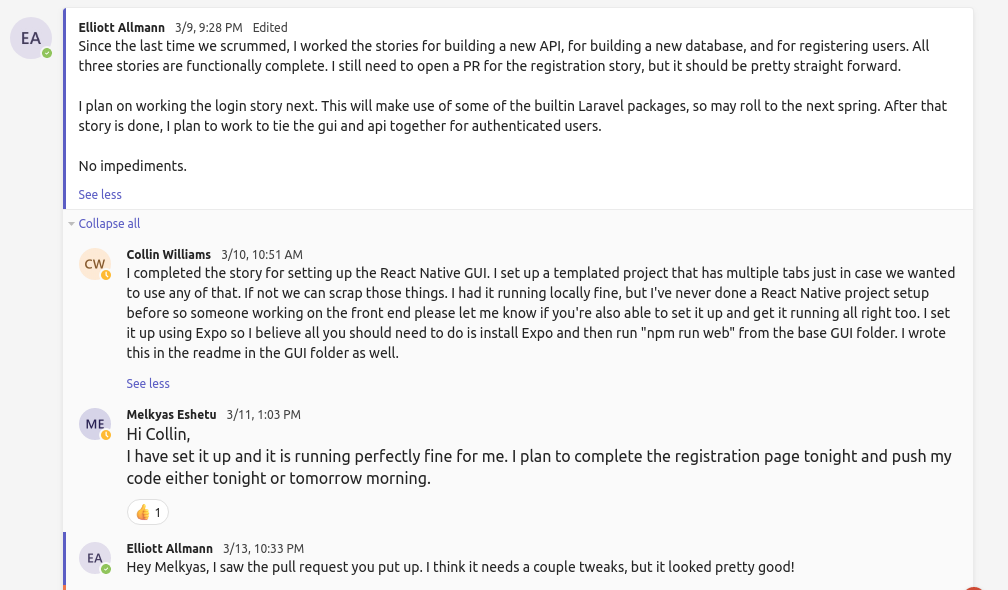 EA
Elliott Allmann 3/9, 9:28 PM Edited
Since the last time we scrummed, I worked the stories for building a new API, for building a new database, and for registering users. All
three stories are functionally complete. I still need to open a PR for the registration story, but it should be pretty straight forward.
I plan on working the login story next. This will make use of some of the builtin Laravel packages, so may roll to the next spring. After that
story is done, I plan to work to tie the gui and api together for authenticated users.
No impediments.
See less
Collapse all
CW
Collin Williams 3/10, 10:51 AM
I completed the story for setting up the React Native GUI. I set up a templated project that has multiple tabs just in case we wanted
to use any of that. If not we can scrap those things. I had it running locally fine, but I've never done a React Native project setup
before so someone working on the front end please let me know if you're also able to set it up and get it running all right too. I set
it up using Expo so I believe all you should need to do is install Expo and then run "npm run web" from the base GUI folder. I wrote
this in the readme in the GUI folder as well.
See less
ME
Melkyas Eshetu 3/11, 1:03 PM
Hi Collin,
I have set it up and it is running perfectly fine for me. I plan to complete the registration page tonight and push my
code either tonight or tomorrow morning.
👍 1
EA
Elliott Allmann 3/13, 10:33 PM
Hey Melkyas, I saw the pull request you put up. I think it needs a couple tweaks, but it looked pretty good!